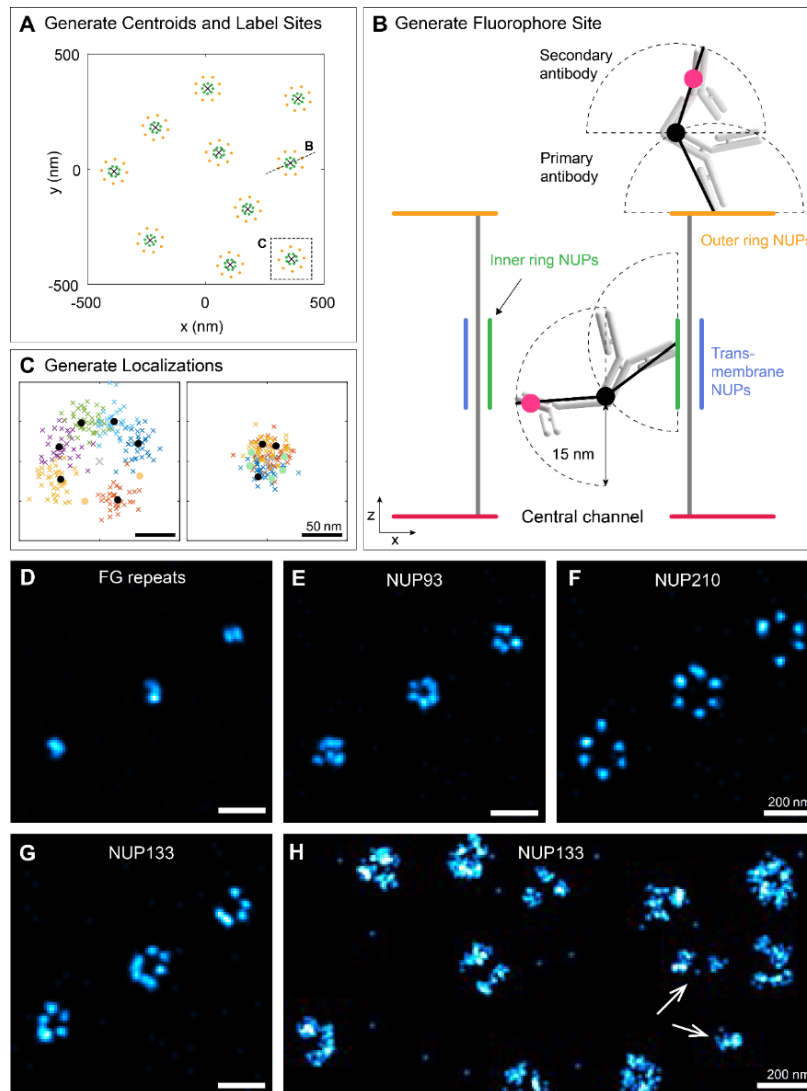 A Generate Centroids and Label Sites
500
0
-500
y (nm)
-500
0
500
x (nm)
B
C
B Generate Fluorophore Site
Secondary
antibody
Primary
antibody
Outer ring NUPs
Inner ring NUPs
Trans-
membrane
NUPs
15 nm
z
x
Central channel
C Generate Localizations
50 nm
D FG repeats
E NUP93
F NUP210
200 nm
G NUP133
H NUP133
200 nm